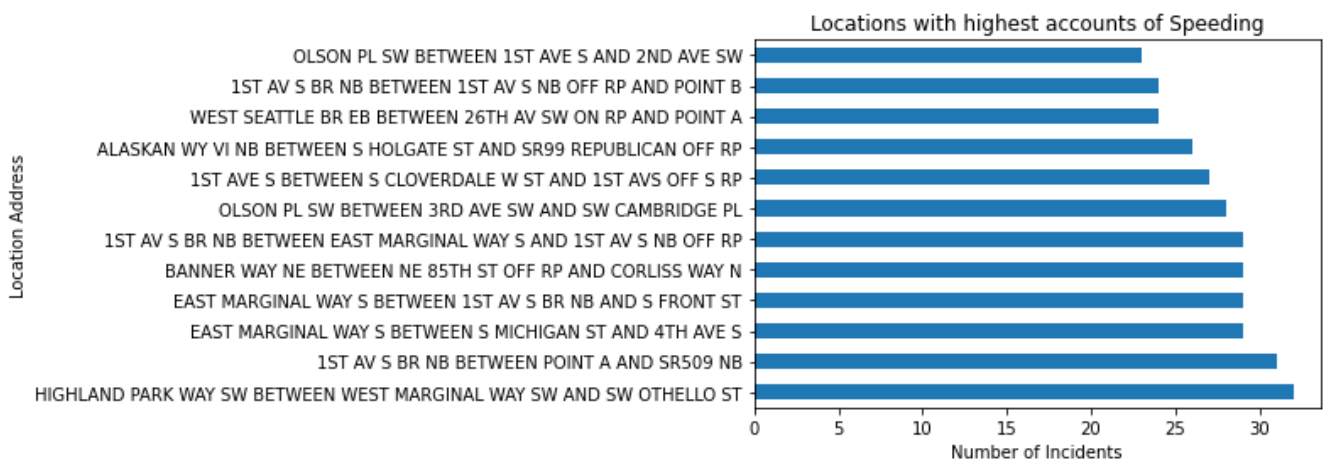 Locations with highest accounts of Speeding
Location Address
OLSON PL SW BETWEEN 1ST AVE S AND 2ND AVE SW
1ST AV S BR NB BETWEEN 1ST AV S NB OFF RP AND POINT B
WEST SEATTLE BR EB BETWEEN 26TH AV SW ON RP AND POINT A
ALASKAN WY VI NB BETWEEN S HOLGATE ST AND SR99 REPUBLICAN OFF RP
1ST AVE S BETWEEN S CLOVERDALE W ST AND 1ST AVS OFF S RP
OLSON PL SW BETWEEN 3RD AVE SW AND SW CAMBRIDGE PL
1ST AV S BR NB BETWEEN EAST MARGINAL WAY S AND 1ST AV S NB OFF RP
BANNER WAY NE BETWEEN NE 85TH ST OFF RP AND CORLISS WAY N
EAST MARGINAL WAY S BETWEEN 1ST AV S BR NB AND S FRONT ST
EAST MARGINAL WAY S BETWEEN S MICHIGAN ST AND 4TH AVE S
1ST AV S BR NB BETWEEN POINT A AND SR509 NB
HIGHLAND PARK WAY SW BETWEEN WEST MARGINAL WAY SW AND SW OTHELLO ST
0 5 10 15 20 25 30
Number of Incidents